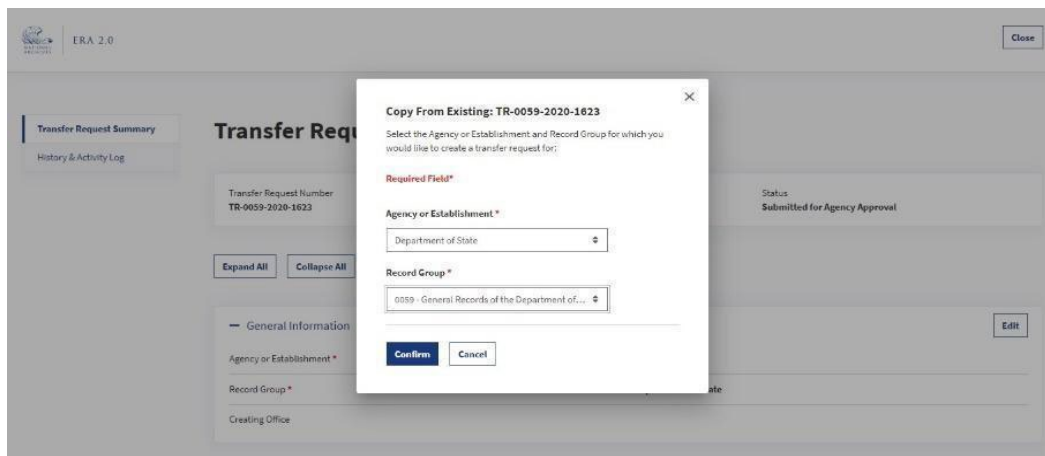 ERA 2.0
Close
Transfer Request Summary
History & Activity Log
Transfer Requ
Transfer Request Number
TR-0059-2020-1623
Status
Submitted for Agency Approval
Expand All
Collapse All
General Information
Edit
Agency or Establishment *
Record Group *
ate
Creating Office
Copy From Existing: TR-0059-2020-1623
Select the Agency or Establishment and Record Group for which you
would like to create a transfer request for:
Required Field*
Agency or Establishment *
Department of State
Record Group *
0059 - General Records of the Department of...
Confirm
Cancel